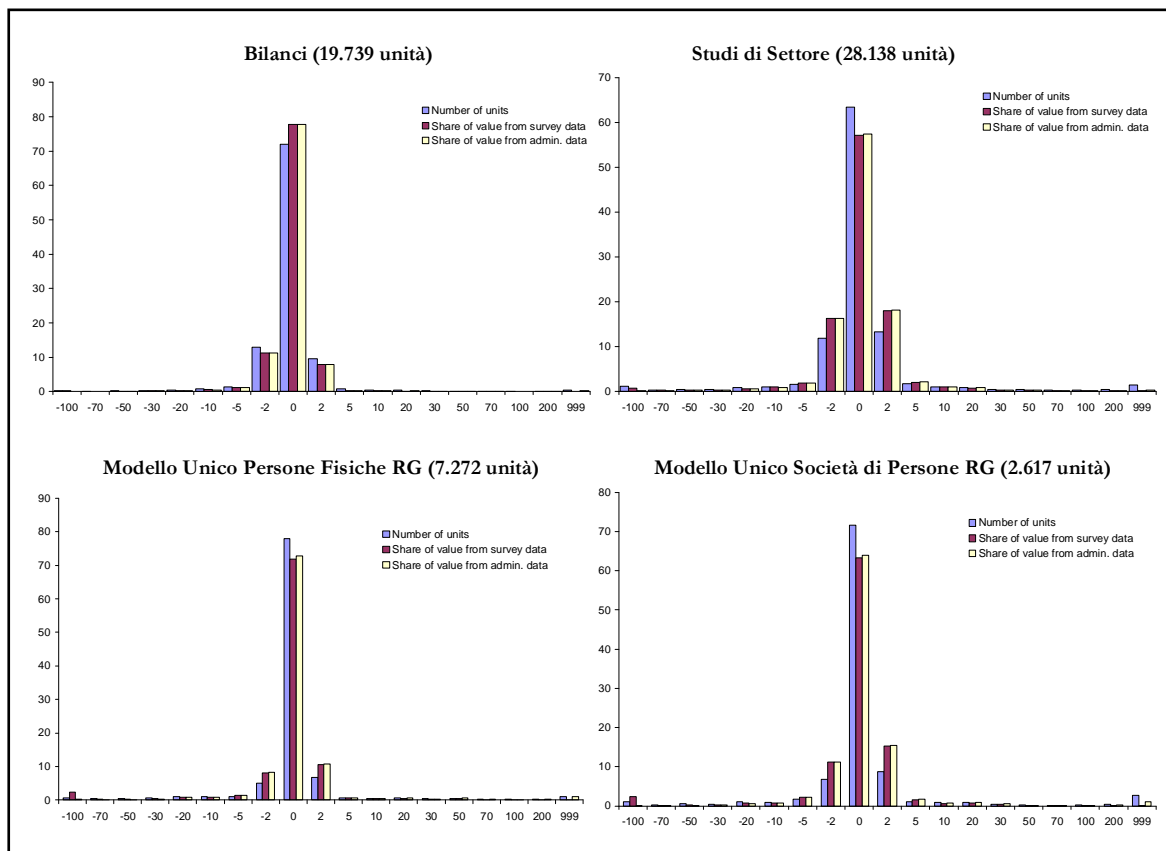 Bilanci (19.739 unità)
90
80
70
60
50
40
30
20
10
0
Number of units
Share of value from survey data
Share of value from admin. data
-100 -70 -50 -30 -20 -10 -5 -2 0 2 5 10 20 30 50 70 100 200 999
Studi di Settore (28.138 unità)
70
60
50
40
30
20
10
0
Number of units
Share of value from survey data
Share of value from admin. data
-100 -70 -50 -30 -20 -10 -5 -2 0 2 5 10 20 30 50 70 100 200 999
Modello Unico Persone Fisiche RG (7.272 unità)
90
80
70
60
50
40
30
20
10
0
Number of units
Share of value from survey data
Share of value from admin. data
-100 -70 -50 -30 -20 -10 -5 -2 0 2 5 10 20 30 50 70 100 200 999
Modello Unico Società di Persone RG (2.617 unità)
80
70
60
50
40
30
20
10
0
Number of units
Share of value from survey data
Share of value from admin. data
-100 -70 -50 -30 -20 -10 -5 -2 0 2 5 10 20 30 50 70 100 200 999